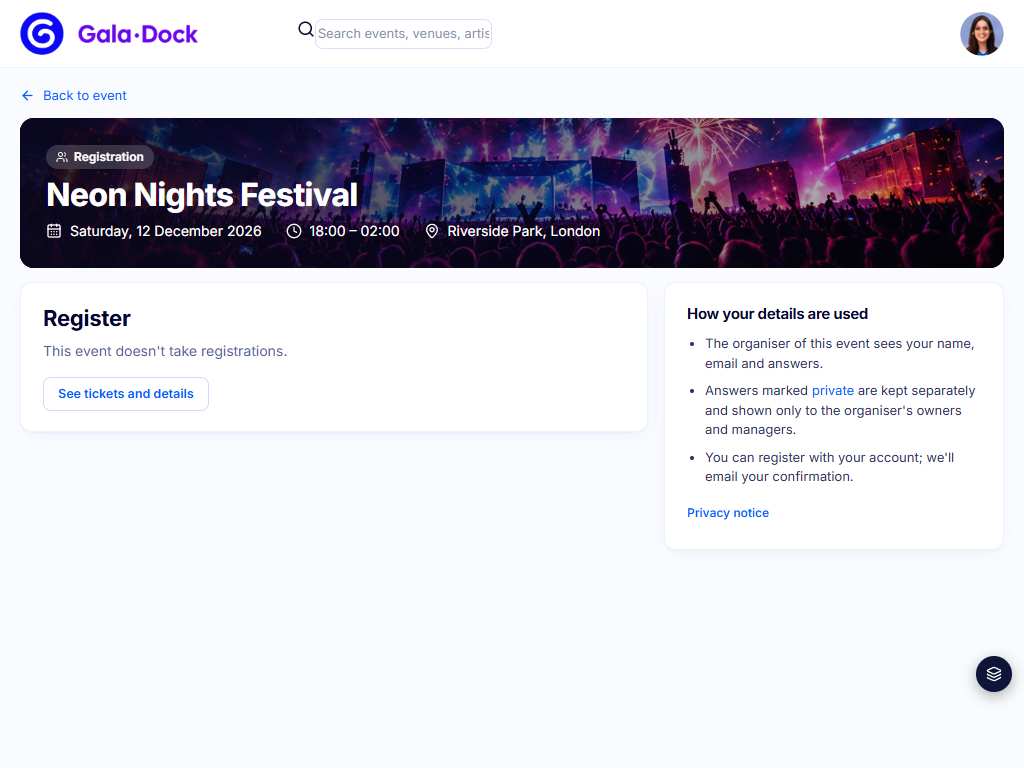 Gala·Dock
Search events, venues, artis
Back to event
Registration
Neon Nights Festival
Saturday, 12 December 2026 18:00 – 02:00 Riverside Park, London
Register
This event doesn't take registrations.
See tickets and details
How your details are used
• The organiser of this event sees your name,
email and answers.
• Answers marked private are kept separately
and shown only to the organiser's owners
and managers.
• You can register with your account; we'll
email your confirmation.
Privacy notice